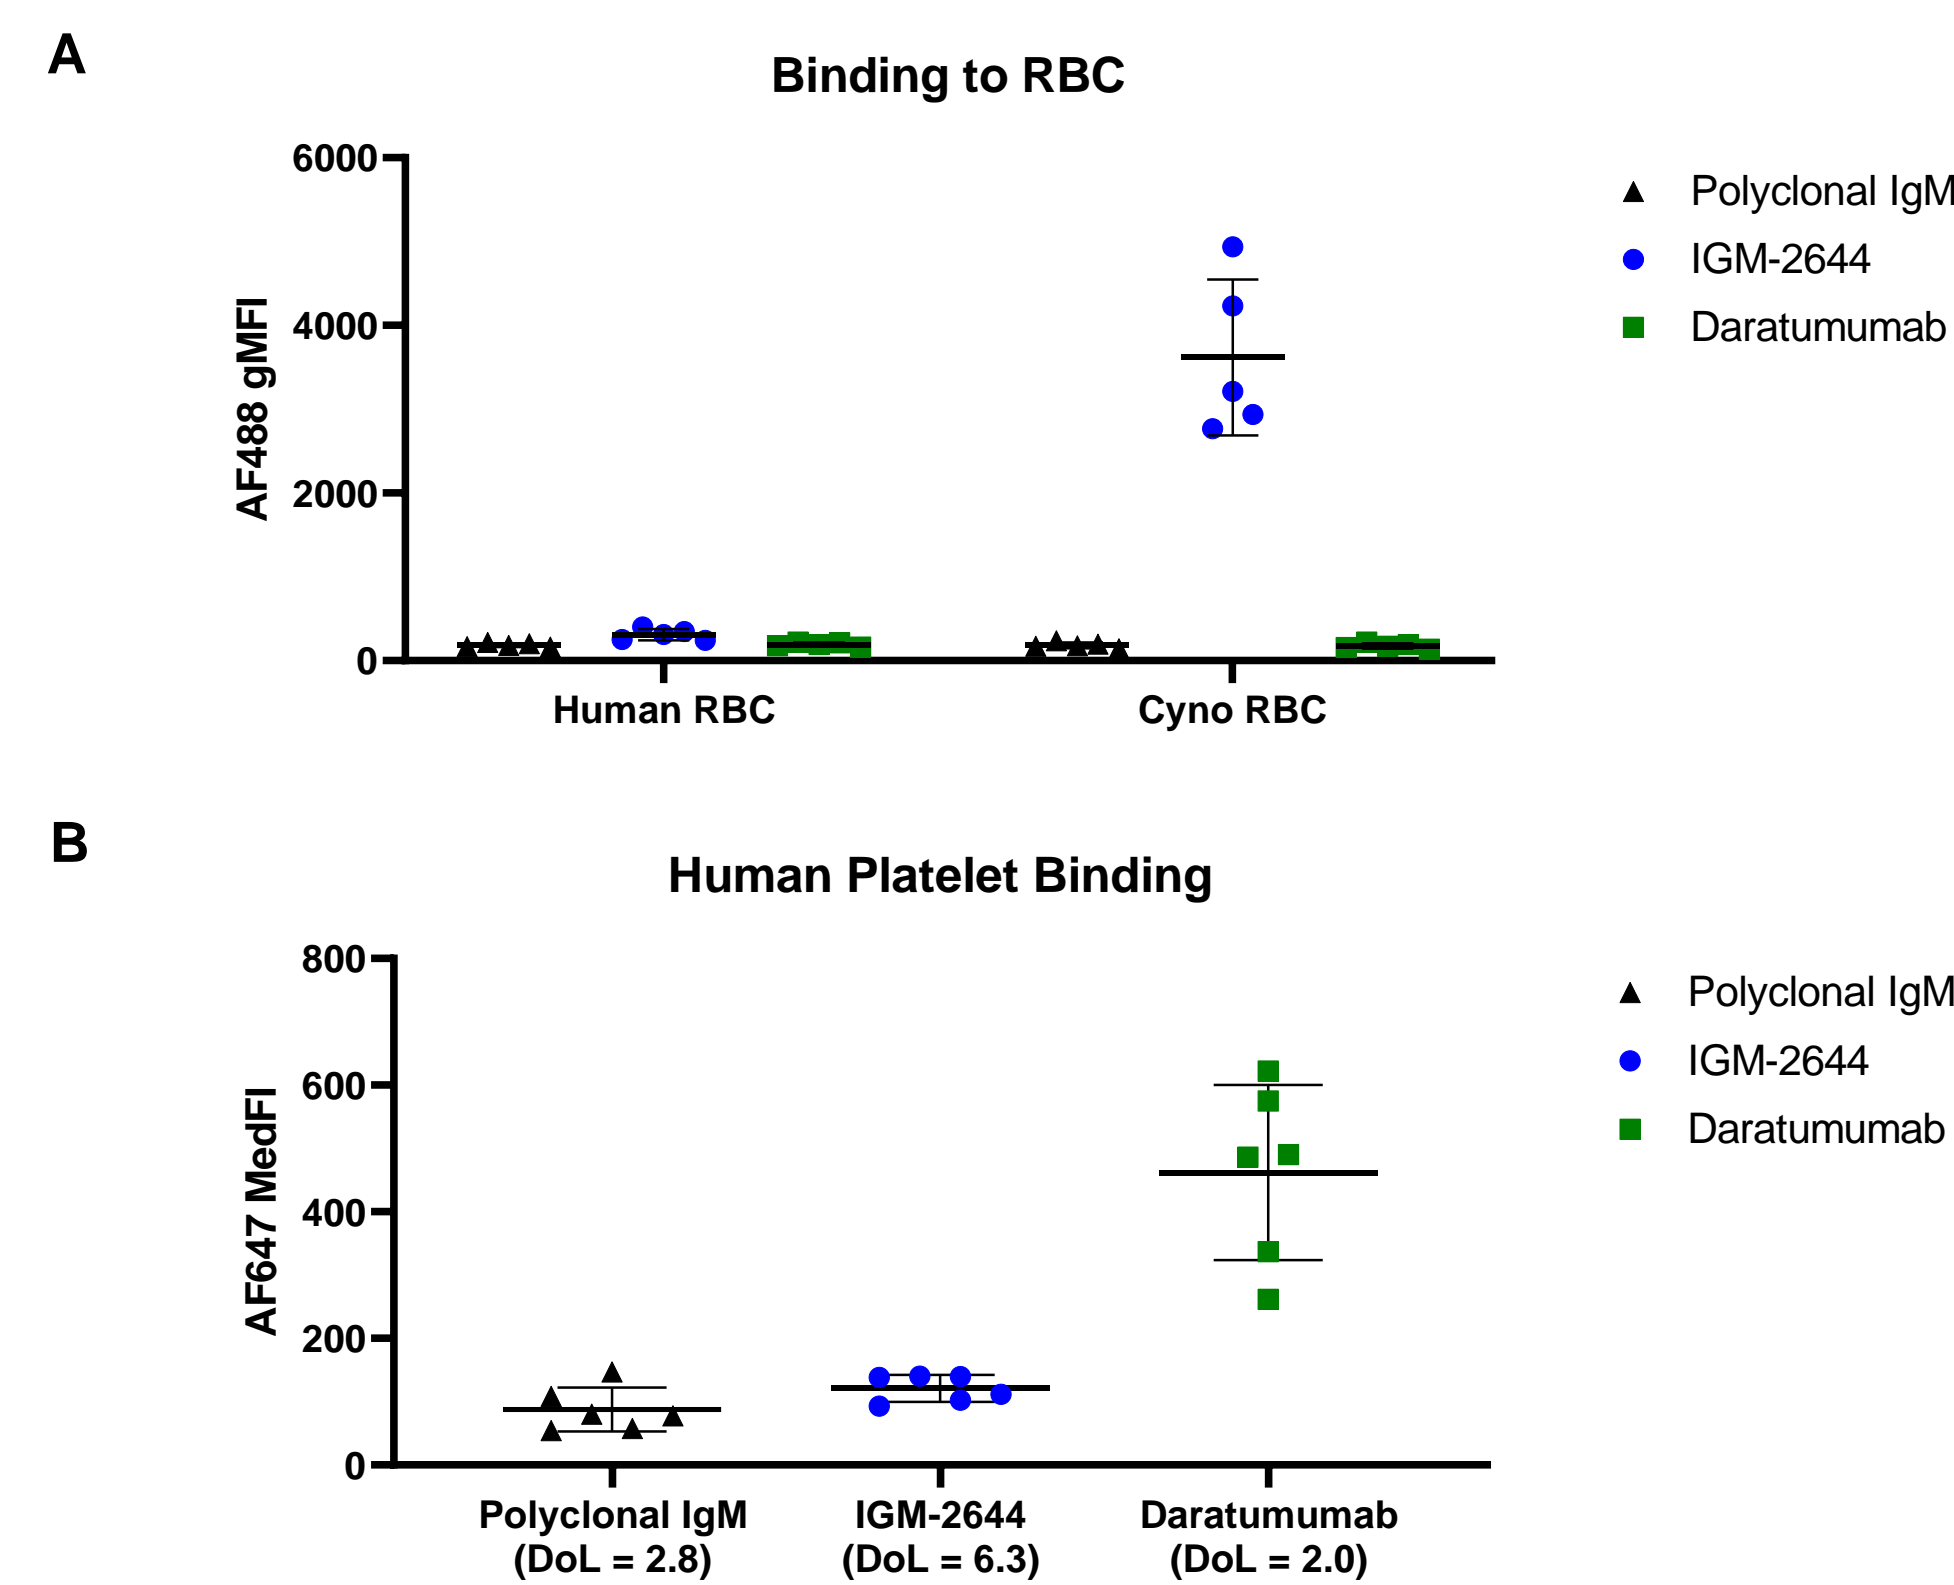 A
Binding to RBC
6000
4000
2000
0
AF488 gMFI
Human RBC
Cyno RBC
Polyclonal IgM
IGM-2644
Daratumumab
B
Human Platelet Binding
800
600
400
200
0
AF647 MedFI
Polyclonal IgM
(DoL = 2.8)
IGM-2644
(DoL = 6.3)
Daratumumab
(DoL = 2.0)
Polyclonal IgM
IGM-2644
Daratumumab